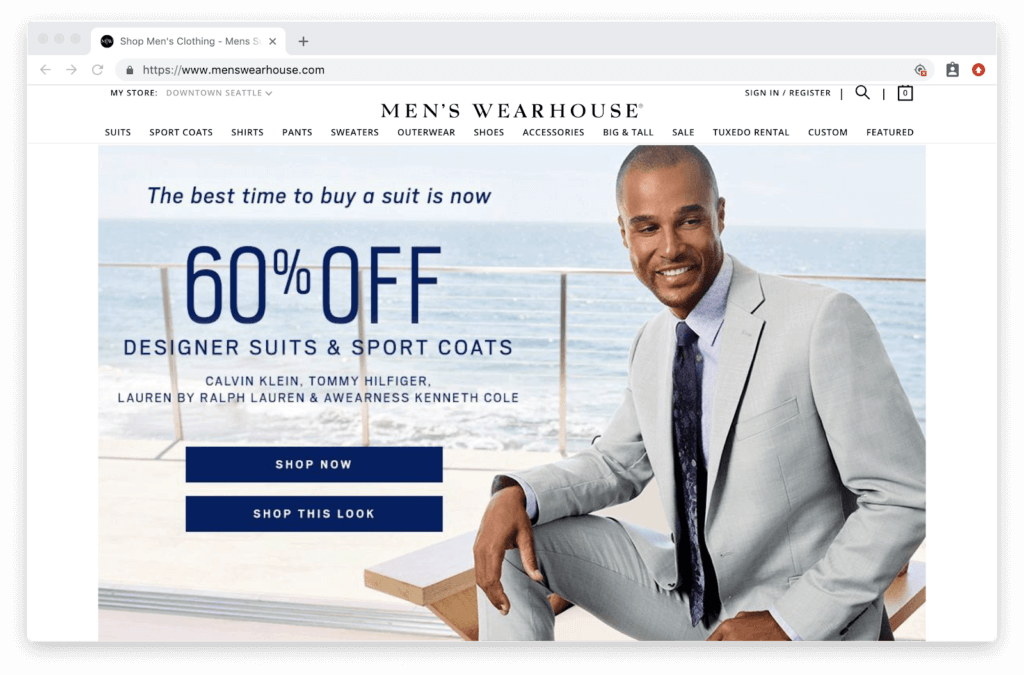 Shop Men's Clothing - Mens S
https://www.menswearhouse.com
MY STORE: DOWNTOWN SEATTLE
SIGN IN / REGISTER | | 0
MEN'S WEARHOUSE®
SUITS SPORT COATS SHIRTS PANTS SWEATERS OUTERWEAR SHOES ACCESSORIES BIG & TALL SALE TUXEDO RENTAL CUSTOM FEATURED
The best time to buy a suit is now
60% OFF
DESIGNER SUITS & SPORT COATS
CALVIN KLEIN, TOMMY HILFIGER,
LAUREN BY RALPH LAUREN & AWEARNESS KENNETH COLE
SHOP NOW
SHOP THIS LOOK